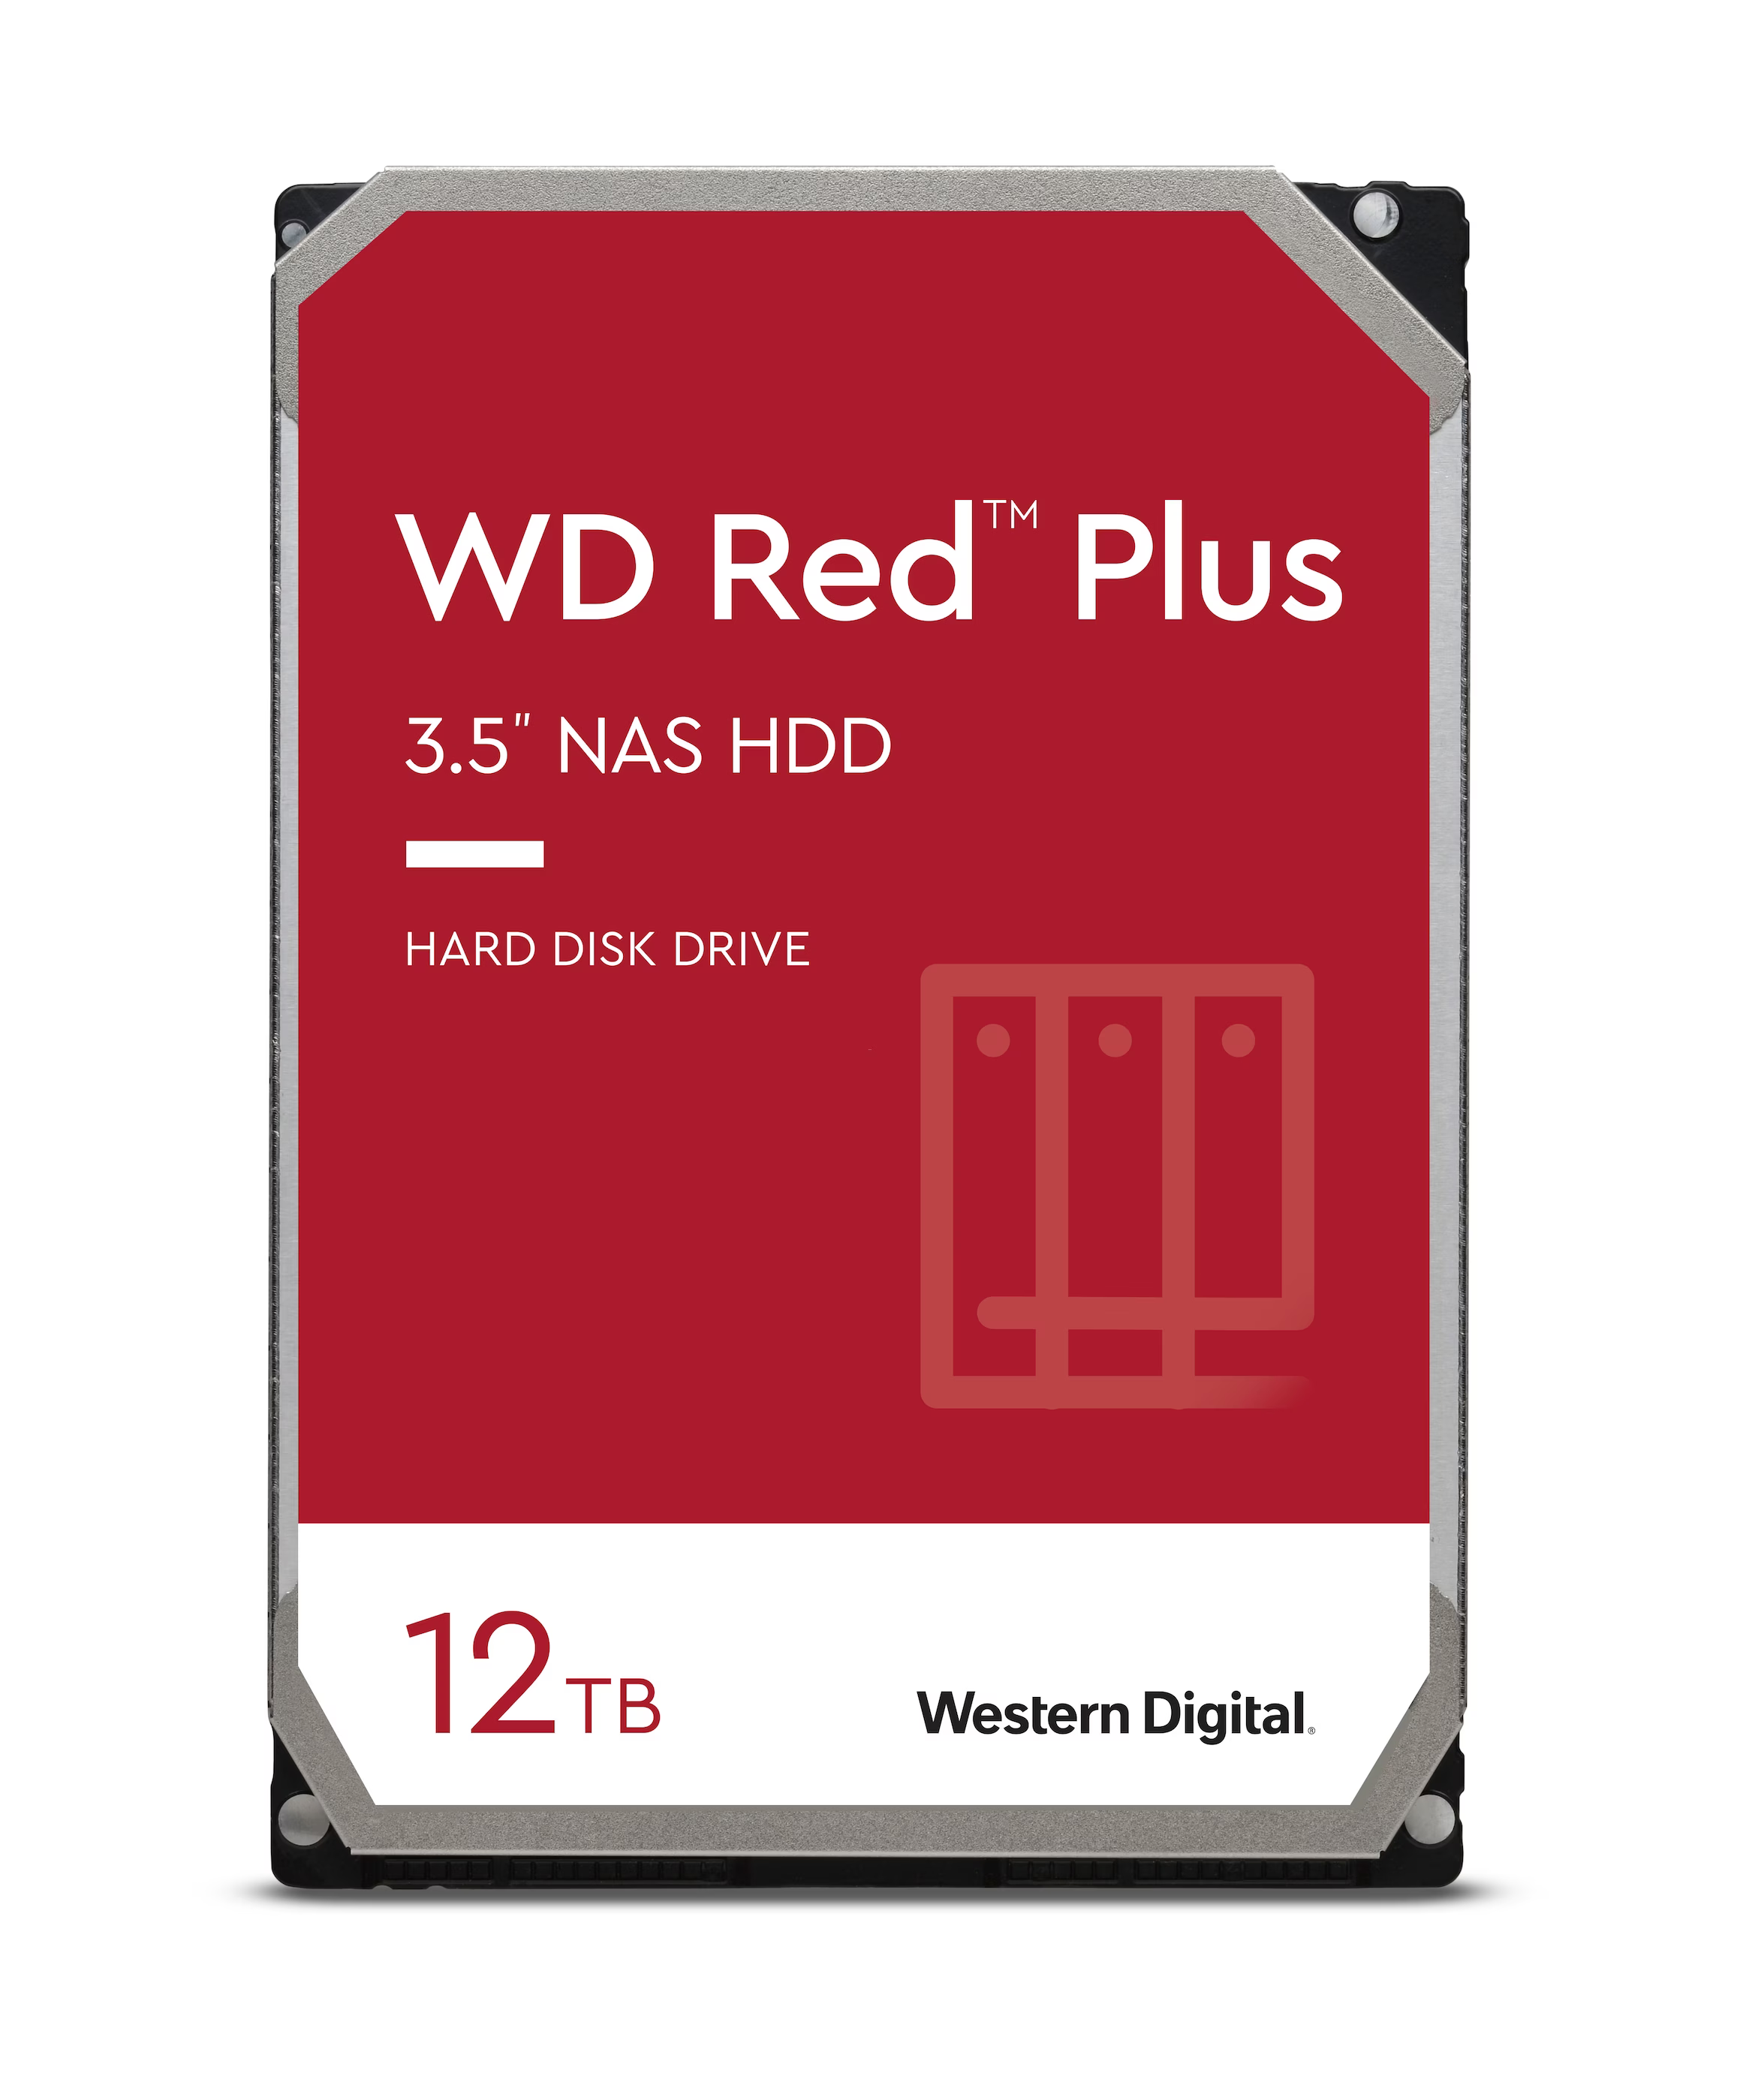 WD Red™ Plus
3.5" NAS HDD
HARD DISK DRIVE
12TB
Western Digital®